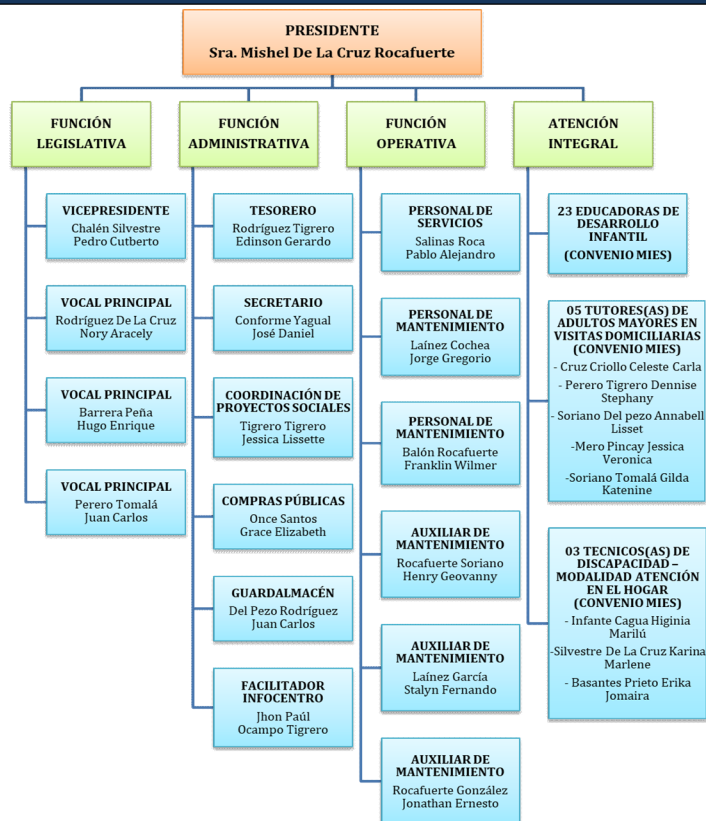 PRESIDENTE
Sra. Mishel De La Cruz Rocafuerte
FUNCIÓN
LEGISLATIVA
VICEPRESIDENTE
Chalén Silvestre
Pedro Cutberto
VOCAL PRINCIPAL
Rodríguez De La Cruz
Nory Aracely
VOCAL PRINCIPAL
Barrera Peña
Hugo Enrique
VOCAL PRINCIPAL
Perero Tomalá
Juan Carlos
FUNCIÓN
ADMINISTRATIVA
TESORERO
Rodríguez Tigrero
Edinson Gerardo
SECRETARIO
Conforme Yagual
José Daniel
COORDINACIÓN DE
PROYECTOS SOCIALES
Tigrero Tigrero
Jessica Lissette
COMPRAS PÚBLICAS
Once Santos
Grace Elizabeth
GUARDALMACÉN
Del Pezo Rodríguez
Juan Carlos
FACILITADOR
INFOCENTRO
Jhon Paúl
Ocampo Tigrero
FUNCIÓN
OPERATIVA
PERSONAL DE
SERVICIOS
Salinas Roca
Pablo Alejandro
PERSONAL DE
MANTENIMIENTO
Laínez Cochea
Jorge Gregorio
PERSONAL DE
MANTENIMIENTO
Balón Rocafuerte
Franklin Wilmer
AUXILIAR DE
MANTENIMIENTO
Rocafuerte Soriano
Henry Geovanny
AUXILIAR DE
MANTENIMIENTO
Laínez García
Stalyn Fernando
AUXILIAR DE
MANTENIMIENTO
Rocafuerte González
Jonathan Ernesto
ATENCIÓN
INTEGRAL
23 EDUCADORAS DE
DESARROLLO
INFANTIL
(CONVENIO MIES)
05 TUTORES(AS) DE
ADULTOS MAYORES EN
VISITAS DOMICILIARIAS
(CONVENIO MIES)
- Cruz Criollo Celeste Carla
- Perero Tigrero Dennise
Stephany
- Soriano Del pezo Annabell
Lisset
-Mero Pincay Jessica
Veronica
-Soriano Tomalá Gilda
Katenine
03 TECNICOS(AS) DE
DISCAPACIDAD –
MODALIDAD ATENCIÓN
EN EL HOGAR
(CONVENIO MIES)
- Infante Cagua Higinia
Marilú
-Silvestre De La Cruz Karina
Marlene
- Basantes Prieto Erika
Jomaira